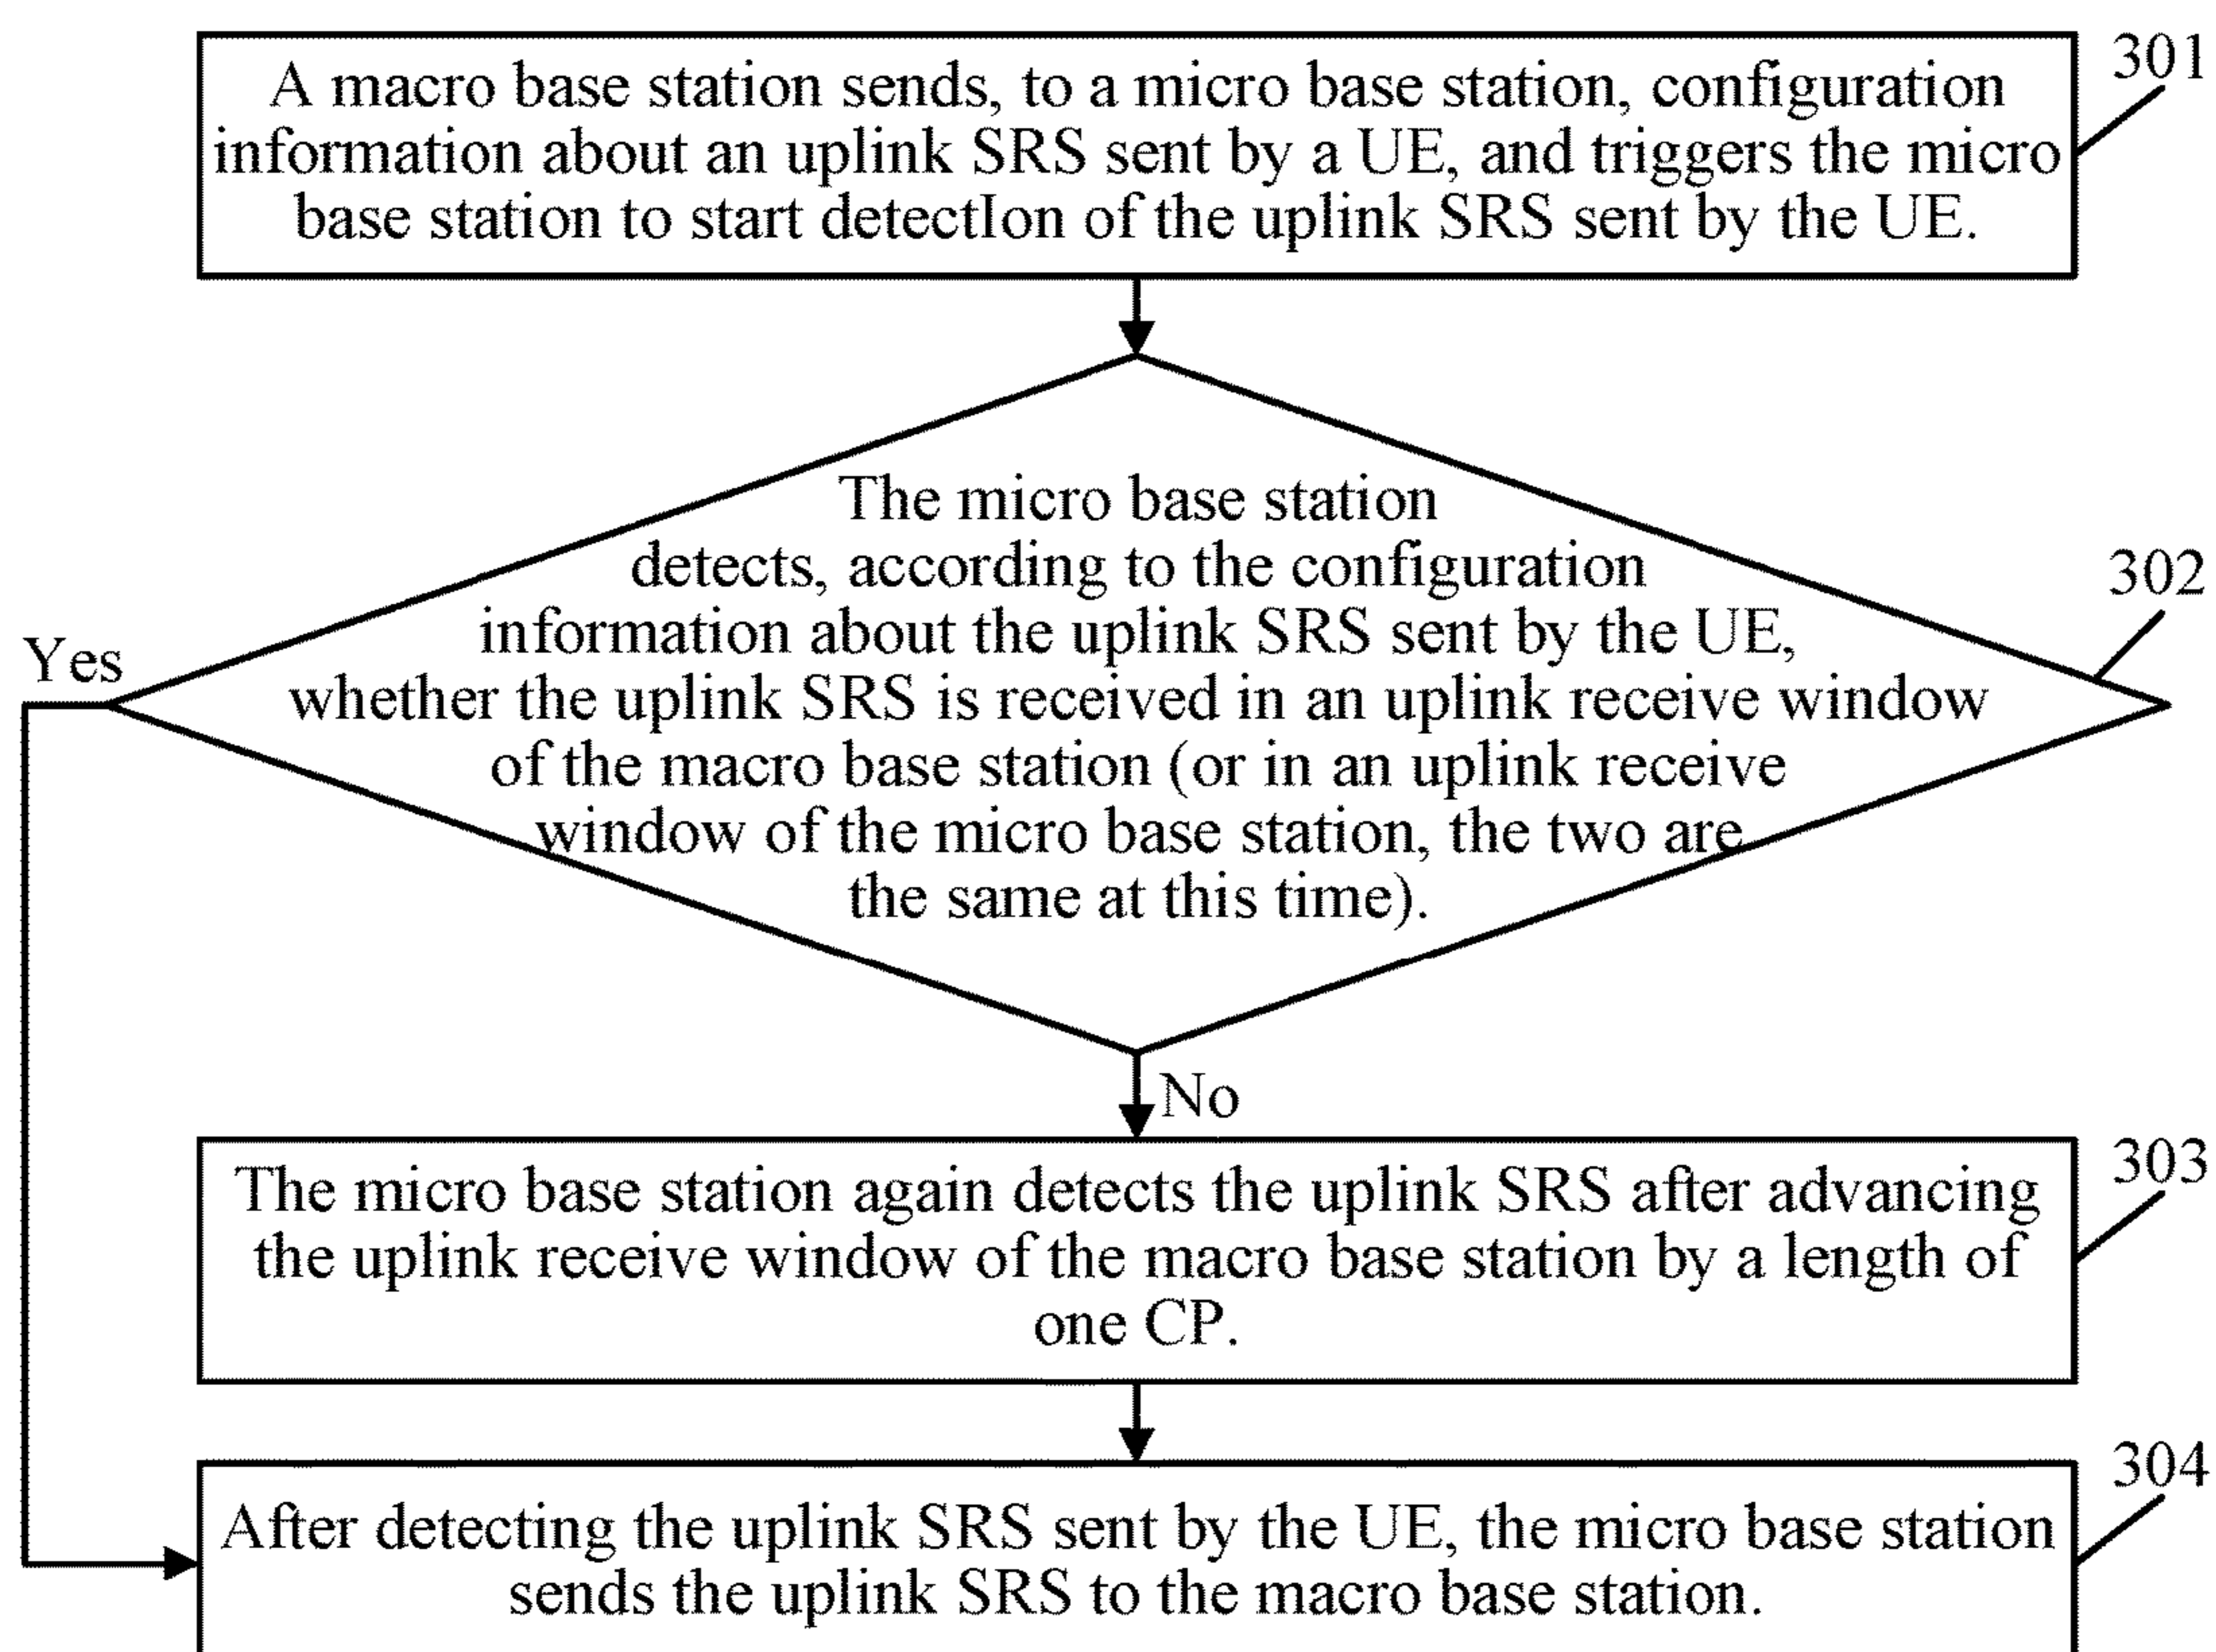 A macro base station sends, to a micro base station, configuration
information about an uplink SRS sent by a UE, and triggers the micro
base station to start detectIon of the uplink SRS sent by the UE.
301
The micro base station
detects, according to the configuration
information about the uplink SRS sent by the UE,
whether the uplink SRS is received in an uplink receive window
of the macro base station (or in an uplink receive
window of the micro base station, the two are
the same at this time).
302
Yes
No
The micro base station again detects the uplink SRS after advancing
the uplink receive window of the macro base station by a length of
one CP.
303
After detecting the uplink SRS sent by the UE, the micro base station
sends the uplink SRS to the macro base station.
304